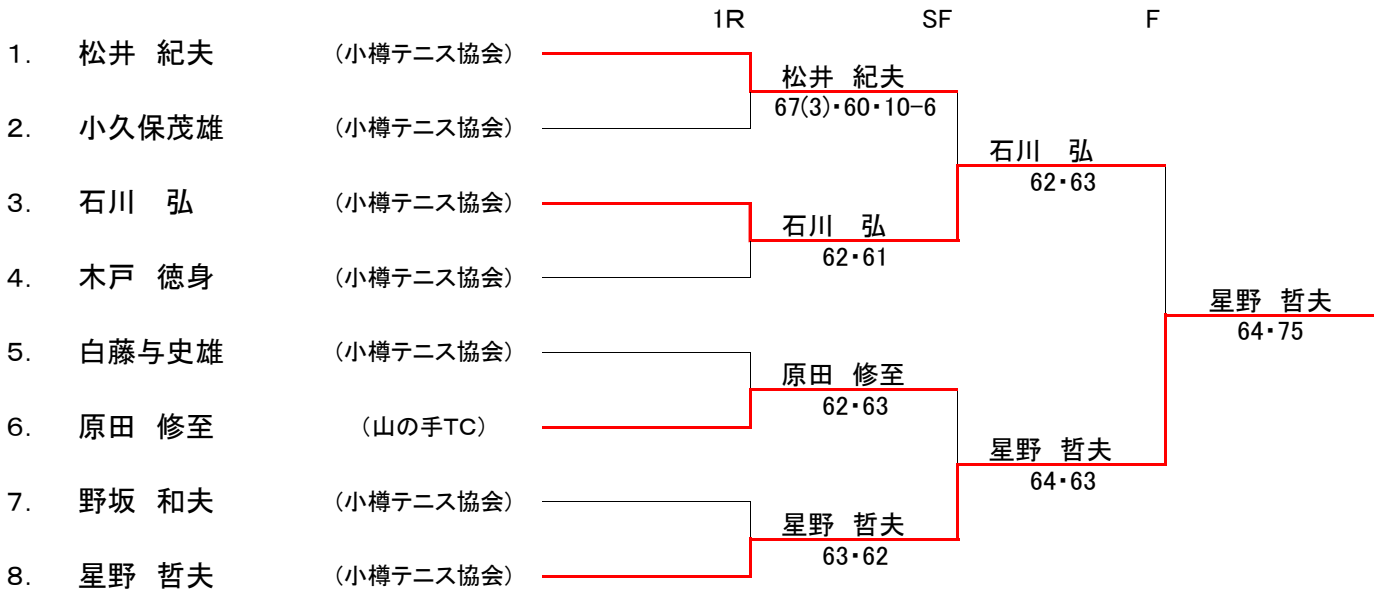 1R SF F
1. 松井 紀夫 (小樽テニス協会)
松井 紀夫
67(3)・60・10-6
2. 小久保茂雄 (小樽テニス協会)
石川 弘
62・63
3. 石川 弘 (小樽テニス協会)
石川 弘
62・61
4. 木戸 徳身 (小樽テニス協会)
星野 哲夫
64・75
5. 白藤与史雄 (小樽テニス協会)
原田 修至
62・63
6. 原田 修至 (山の手TC)
星野 哲夫
64・63
7. 野坂 和夫 (小樽テニス協会)
星野 哲夫
63・62
8. 星野 哲夫 (小樽テニス協会)